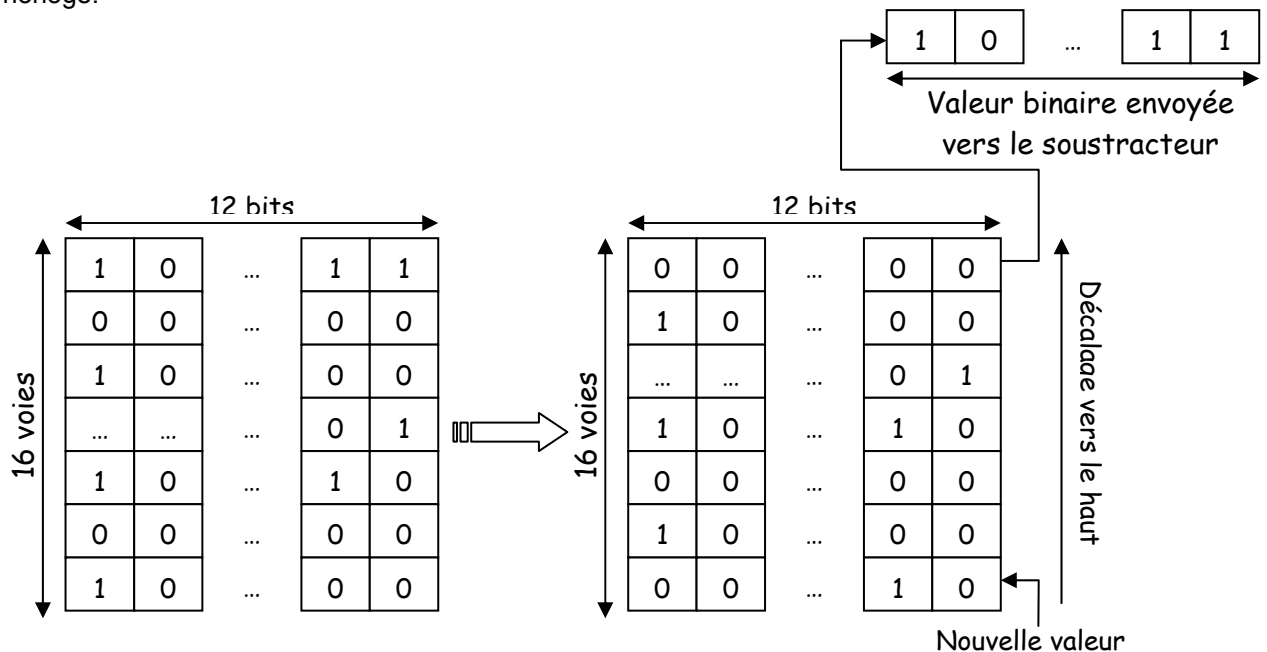 1 0 … 1 1
Valeur binaire envoyée
vers le soustracteur
12 bits
16 voies
1 0 … 1 1
0 0 … 0 0
1 0 … 0 0
… … … 0 1
1 0 … 1 0
0 0 … 0 0
1 0 … 0 0
12 bits
16 voies
0 0 … 0 0
1 0 … 0 0
… … … 0 1
1 0 … 1 0
0 0 … 0 0
1 0 … 0 0
0 0 … 1 0
Décalage vers le haut
Nouvelle valeur